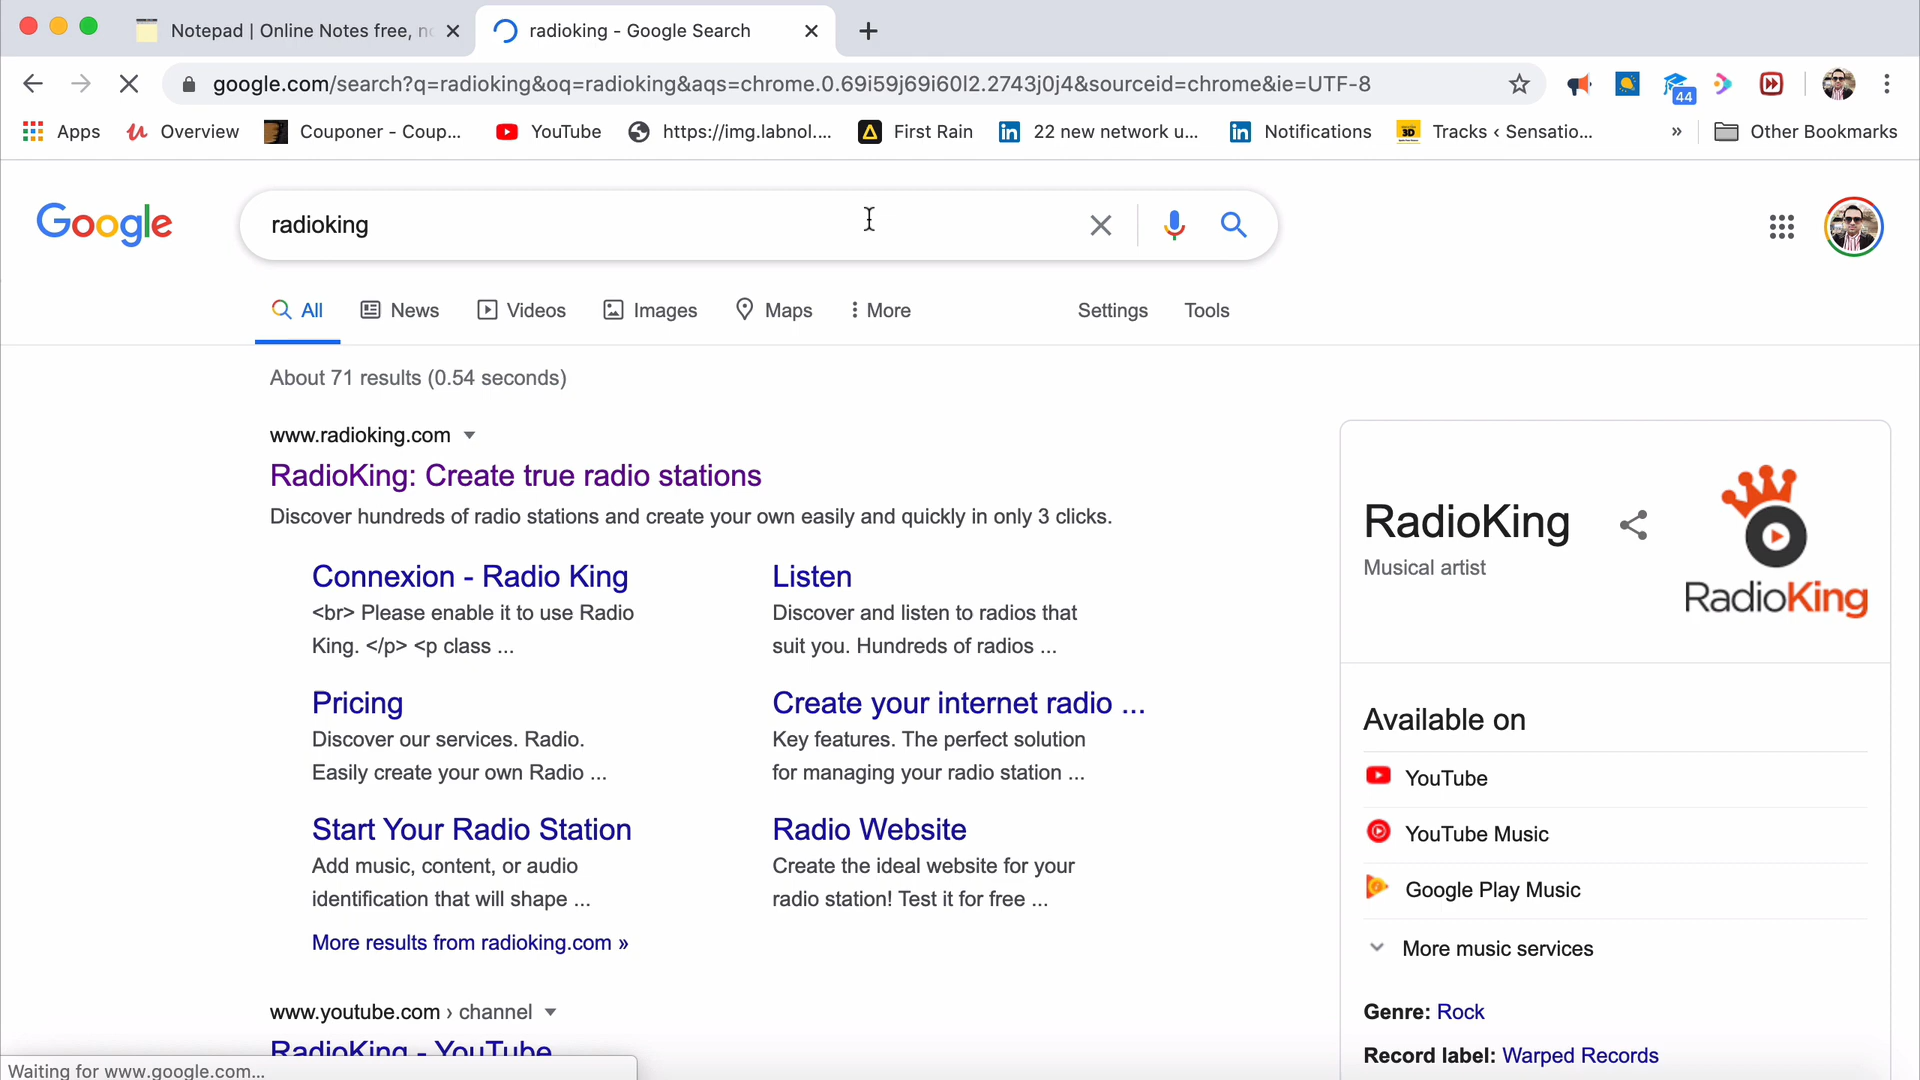 Notepad | Online Notes free, no
radioking - Google Search
google.com/search?q=radioking&oq=radioking&aqs=chrome.0.69i59j69i60l2.2743j0j4&sourceid=chrome&ie=UTF-8
44
Apps
Overview
Couponer - Coup...
YouTube
https://img.labnol....
First Rain
22 new network u...
Notifications
3D
Tracks ‹ Sensatio...
»
Other Bookmarks
Google
radioking
All
News
Videos
Images
Maps
More
Settings
Tools
About 71 results (0.54 seconds)
www.radioking.com
RadioKing: Create true radio stations
Discover hundreds of radio stations and create your own easily and quickly in only 3 clicks.
Connexion - Radio King
<br> Please enable it to use Radio
King. </p> <p class ...
Listen
Discover and listen to radios that
suit you. Hundreds of radios ...
Pricing
Discover our services. Radio.
Easily create your own Radio ...
Create your internet radio ...
Key features. The perfect solution
for managing your radio station ...
Start Your Radio Station
Add music, content, or audio
identification that will shape ...
Radio Website
Create the ideal website for your
radio station! Test it for free ...
More results from radioking.com »
www.youtube.com › channel
RadioKing - YouTube
Waiting for www.google.com...
RadioKing
Musical artist
RadioKing
Available on
YouTube
YouTube Music
Google Play Music
More music services
Genre: Rock
Record label: Warped Records